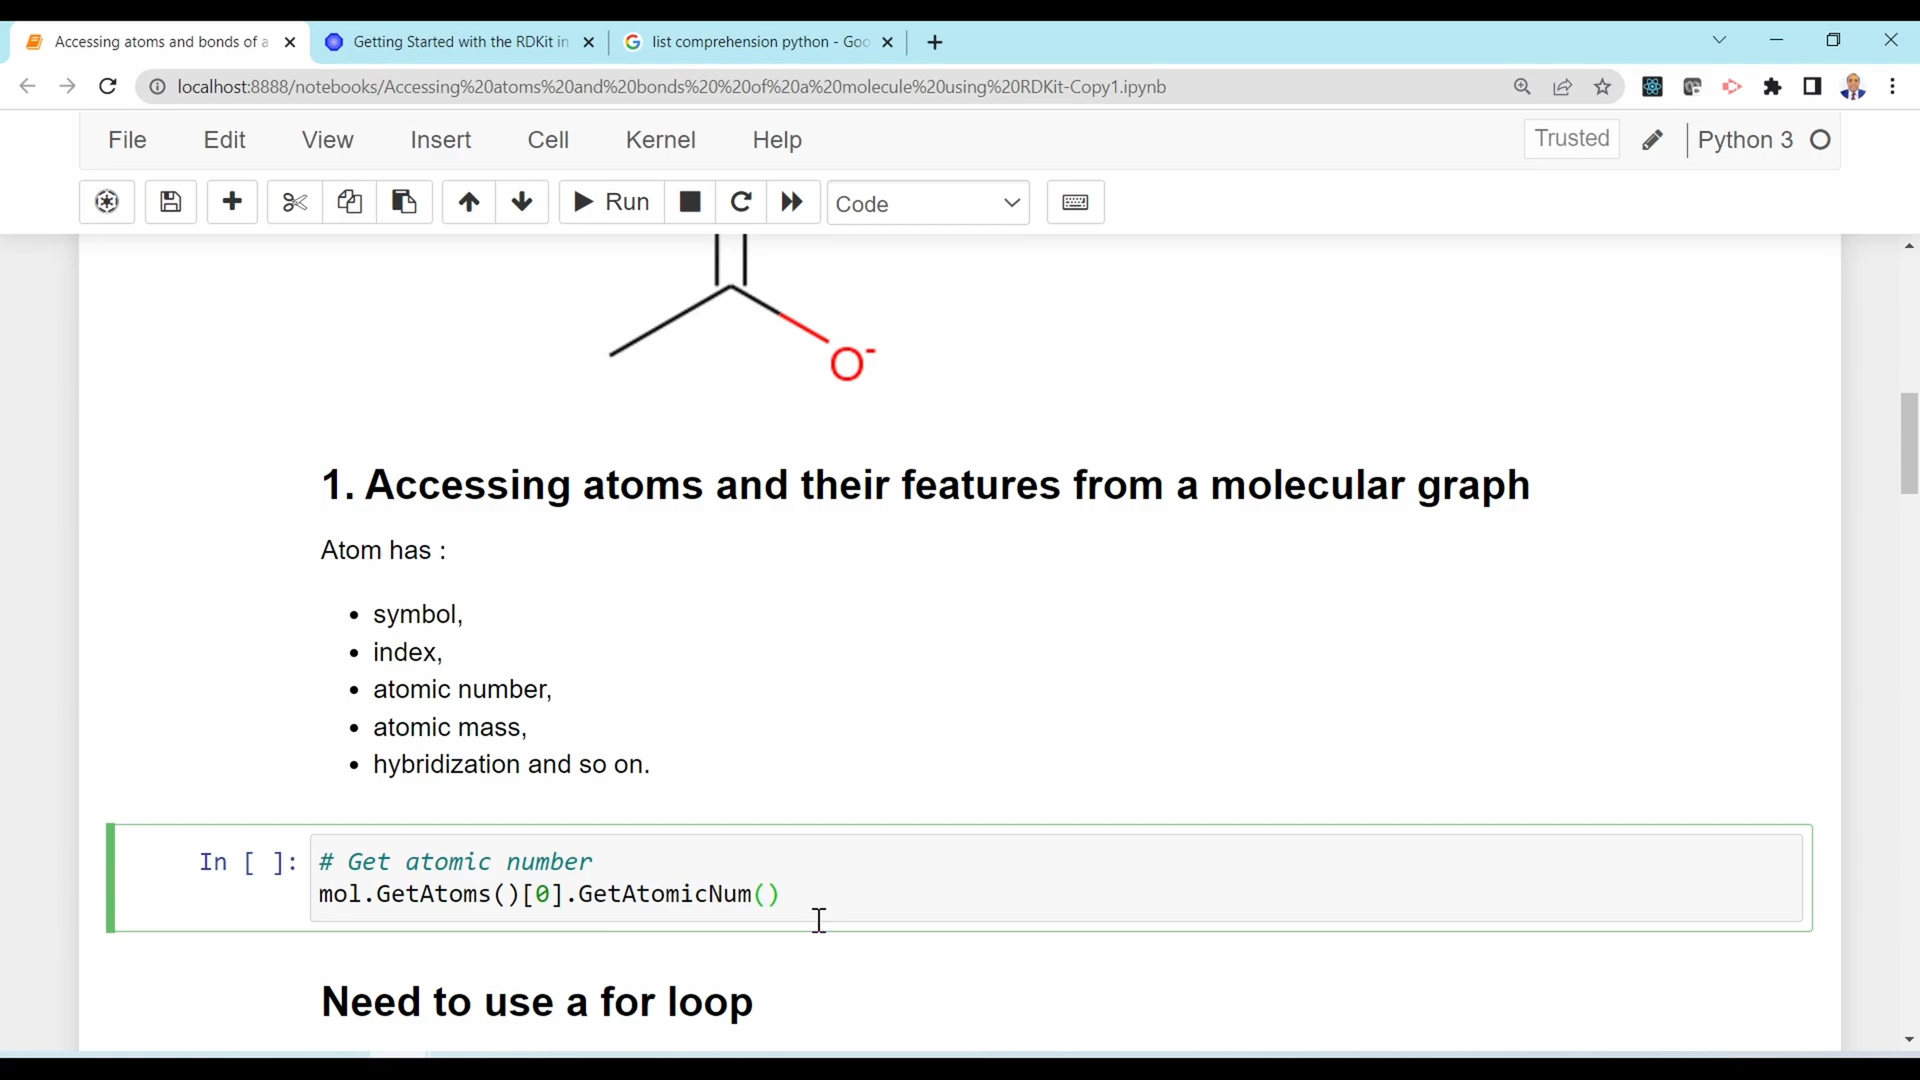 Accessing atoms and bonds of a
Getting Started with the RDKit in
list comprehension python - Goo
localhost:8888/notebooks/Accessing%20atoms%20and%20bonds%20%20of%20a%20molecule%20using%20RDKit-Copy1.ipynb
File Edit View Insert Cell Kernel Help Trusted Python 3
Run Code
O-
1. Accessing atoms and their features from a molecular graph
Atom has :
• symbol,
• index,
• atomic number,
• atomic mass,
• hybridization and so on.
In [ ]: # Get atomic number
mol.GetAtoms()[0].GetAtomicNum()
Need to use a for loop